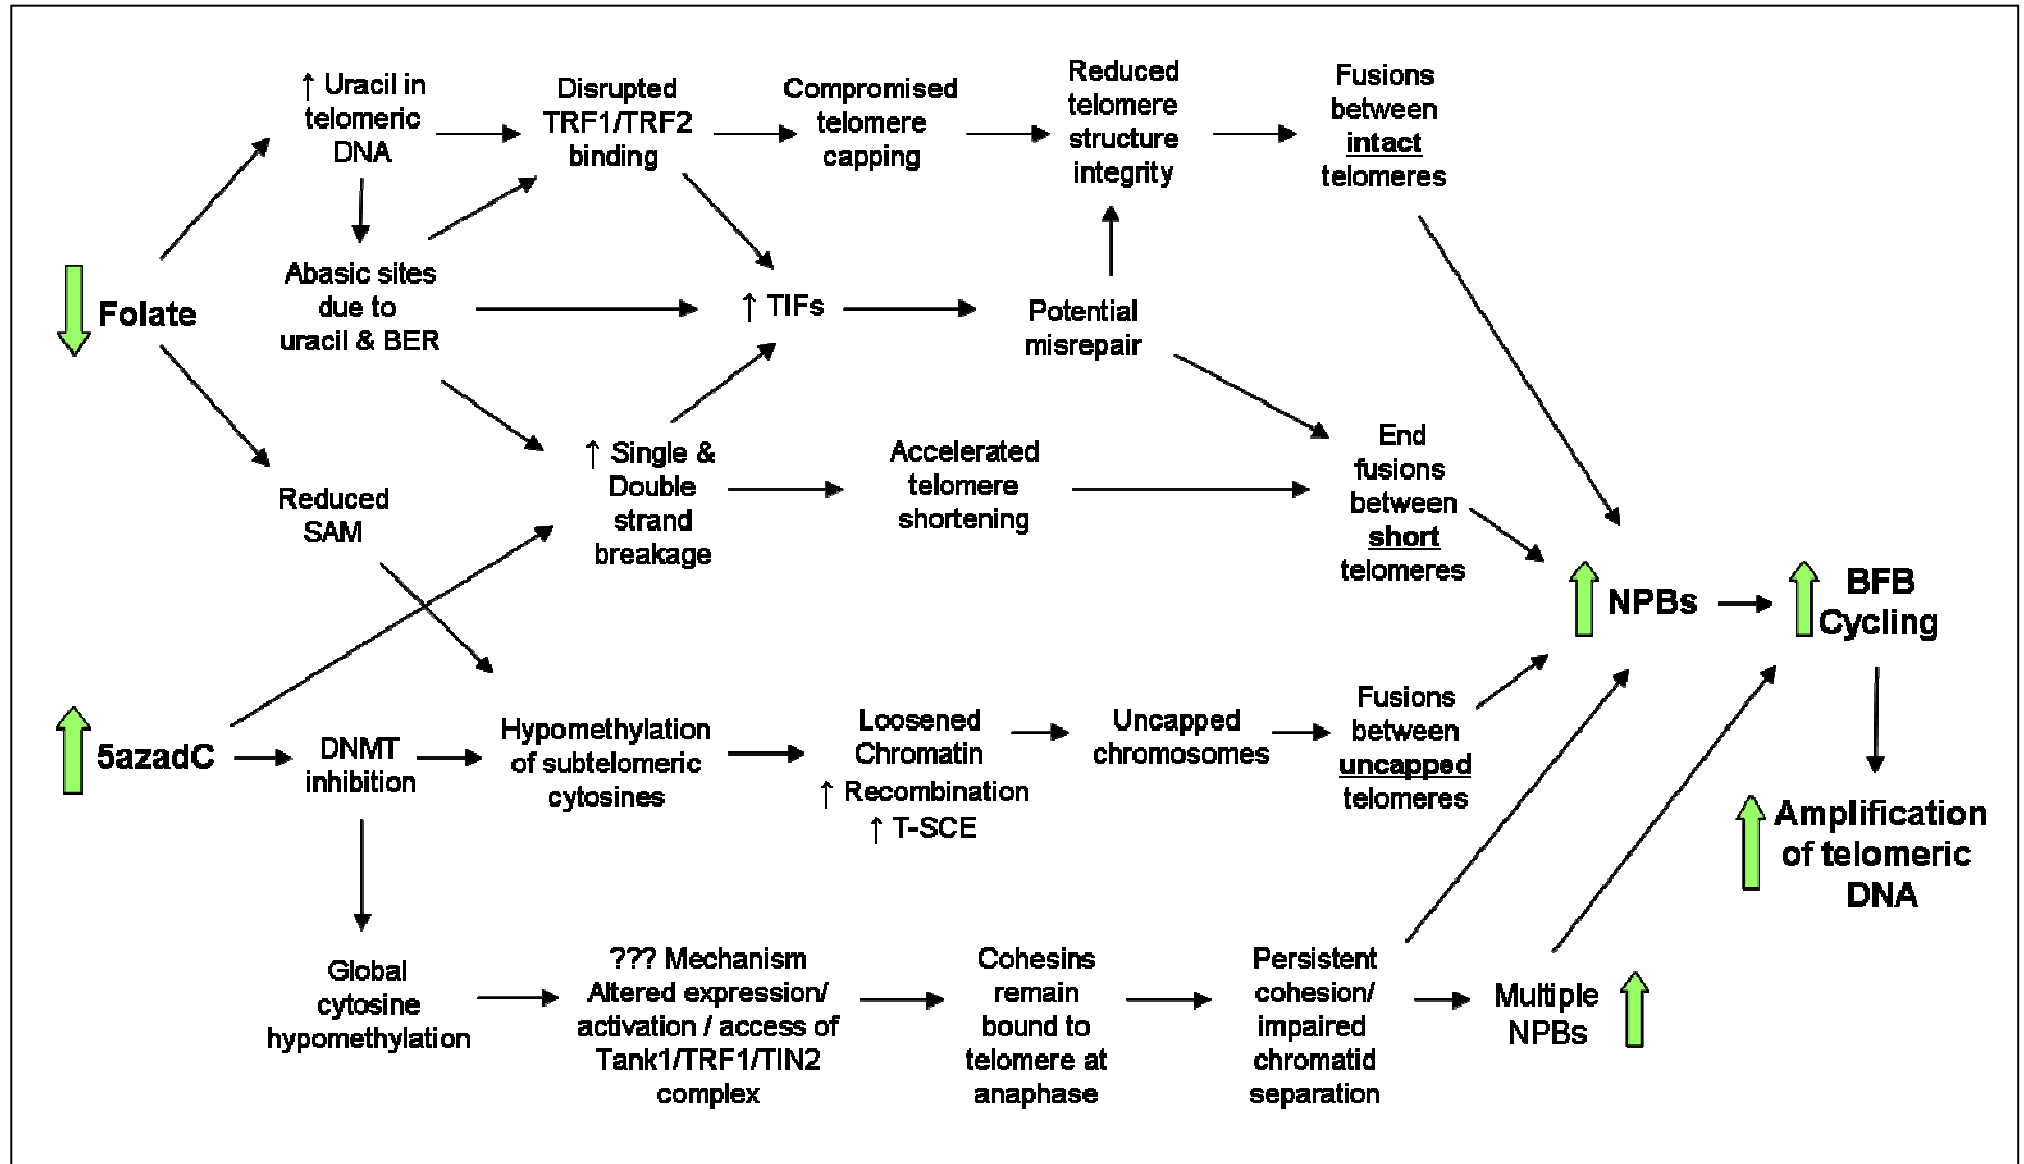 ↑ Uracil in
telomeric
DNA
Disrupted
TRF1/TRF2
binding
Compromised
telomere
capping
Reduced
telomere
structure
integrity
Fusions
between
intact
telomeres
Folate
Abasic sites
due to
uracil & BER
↑ TIFs
Potential
misrepair
Reduced
SAM
↑ Single &
Double
strand
breakage
Accelerated
telomere
shortening
End
fusions
between
short
telomeres
NPBs
BFB
Cycling
5azadC
DNMT
inhibition
Hypomethylation
of subtelomeric
cytosines
Loosened
Chromatin
↑ Recombination
↑ T-SCE
Uncapped
chromosomes
Fusions
between
uncapped
telomeres
Amplification
of telomeric
DNA
Global
cytosine
hypomethylation
??? Mechanism
Altered expression/
activation / access of
Tank1/TRF1/TIN2
complex
Cohesins
remain
bound to
telomere at
anaphase
Persistent
cohesion/
impaired
chromatid
separation
Multiple
NPBs